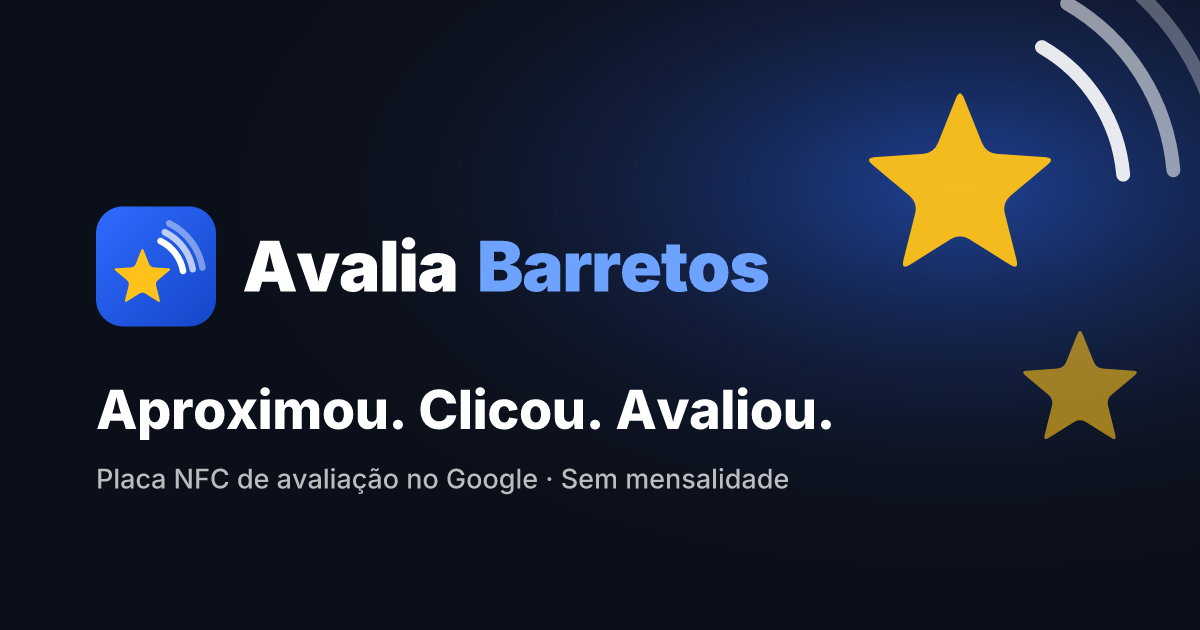 Avalia Barretos
Aproximou. Clicou. Avaliou.
Placa NFC de avaliação no Google · Sem mensalidade